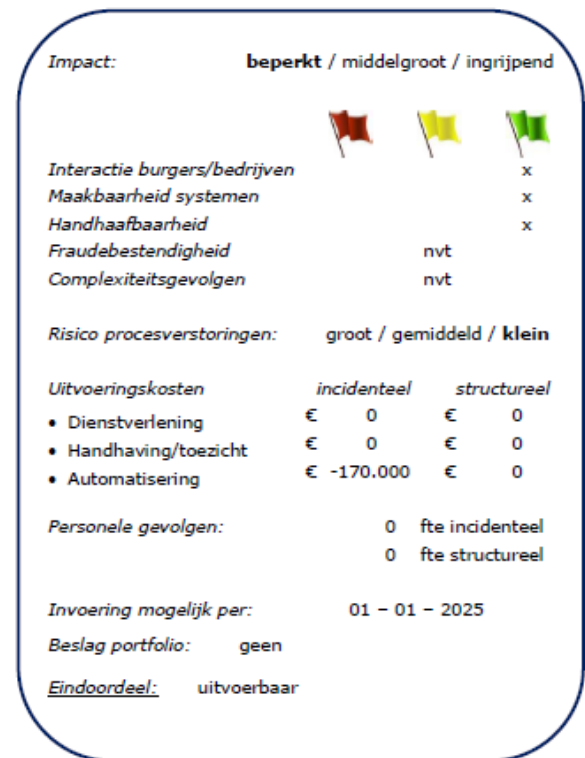 Impact: beperkt / middelgroot / ingrijpend
Interactie burgers/bedrijven x
Maakbaarheid systemen x
Handhaafbaarheid x
Fraudebestendigheid nvt
Complexiteitsgevolgen nvt
Risico procesverstoringen: groot / gemiddeld / klein
Uitvoeringskosten incidenteel structureel
• Dienstverlening € 0 € 0
• Handhaving/toezicht € 0 € 0
• Automatisering € -170.000 € 0
Personele gevolgen: 0 fte incidenteel
0 fte structureel
Invoering mogelijk per: 01 – 01 – 2025
Beslag portfolio: geen
Eindoordeel: uitvoerbaar